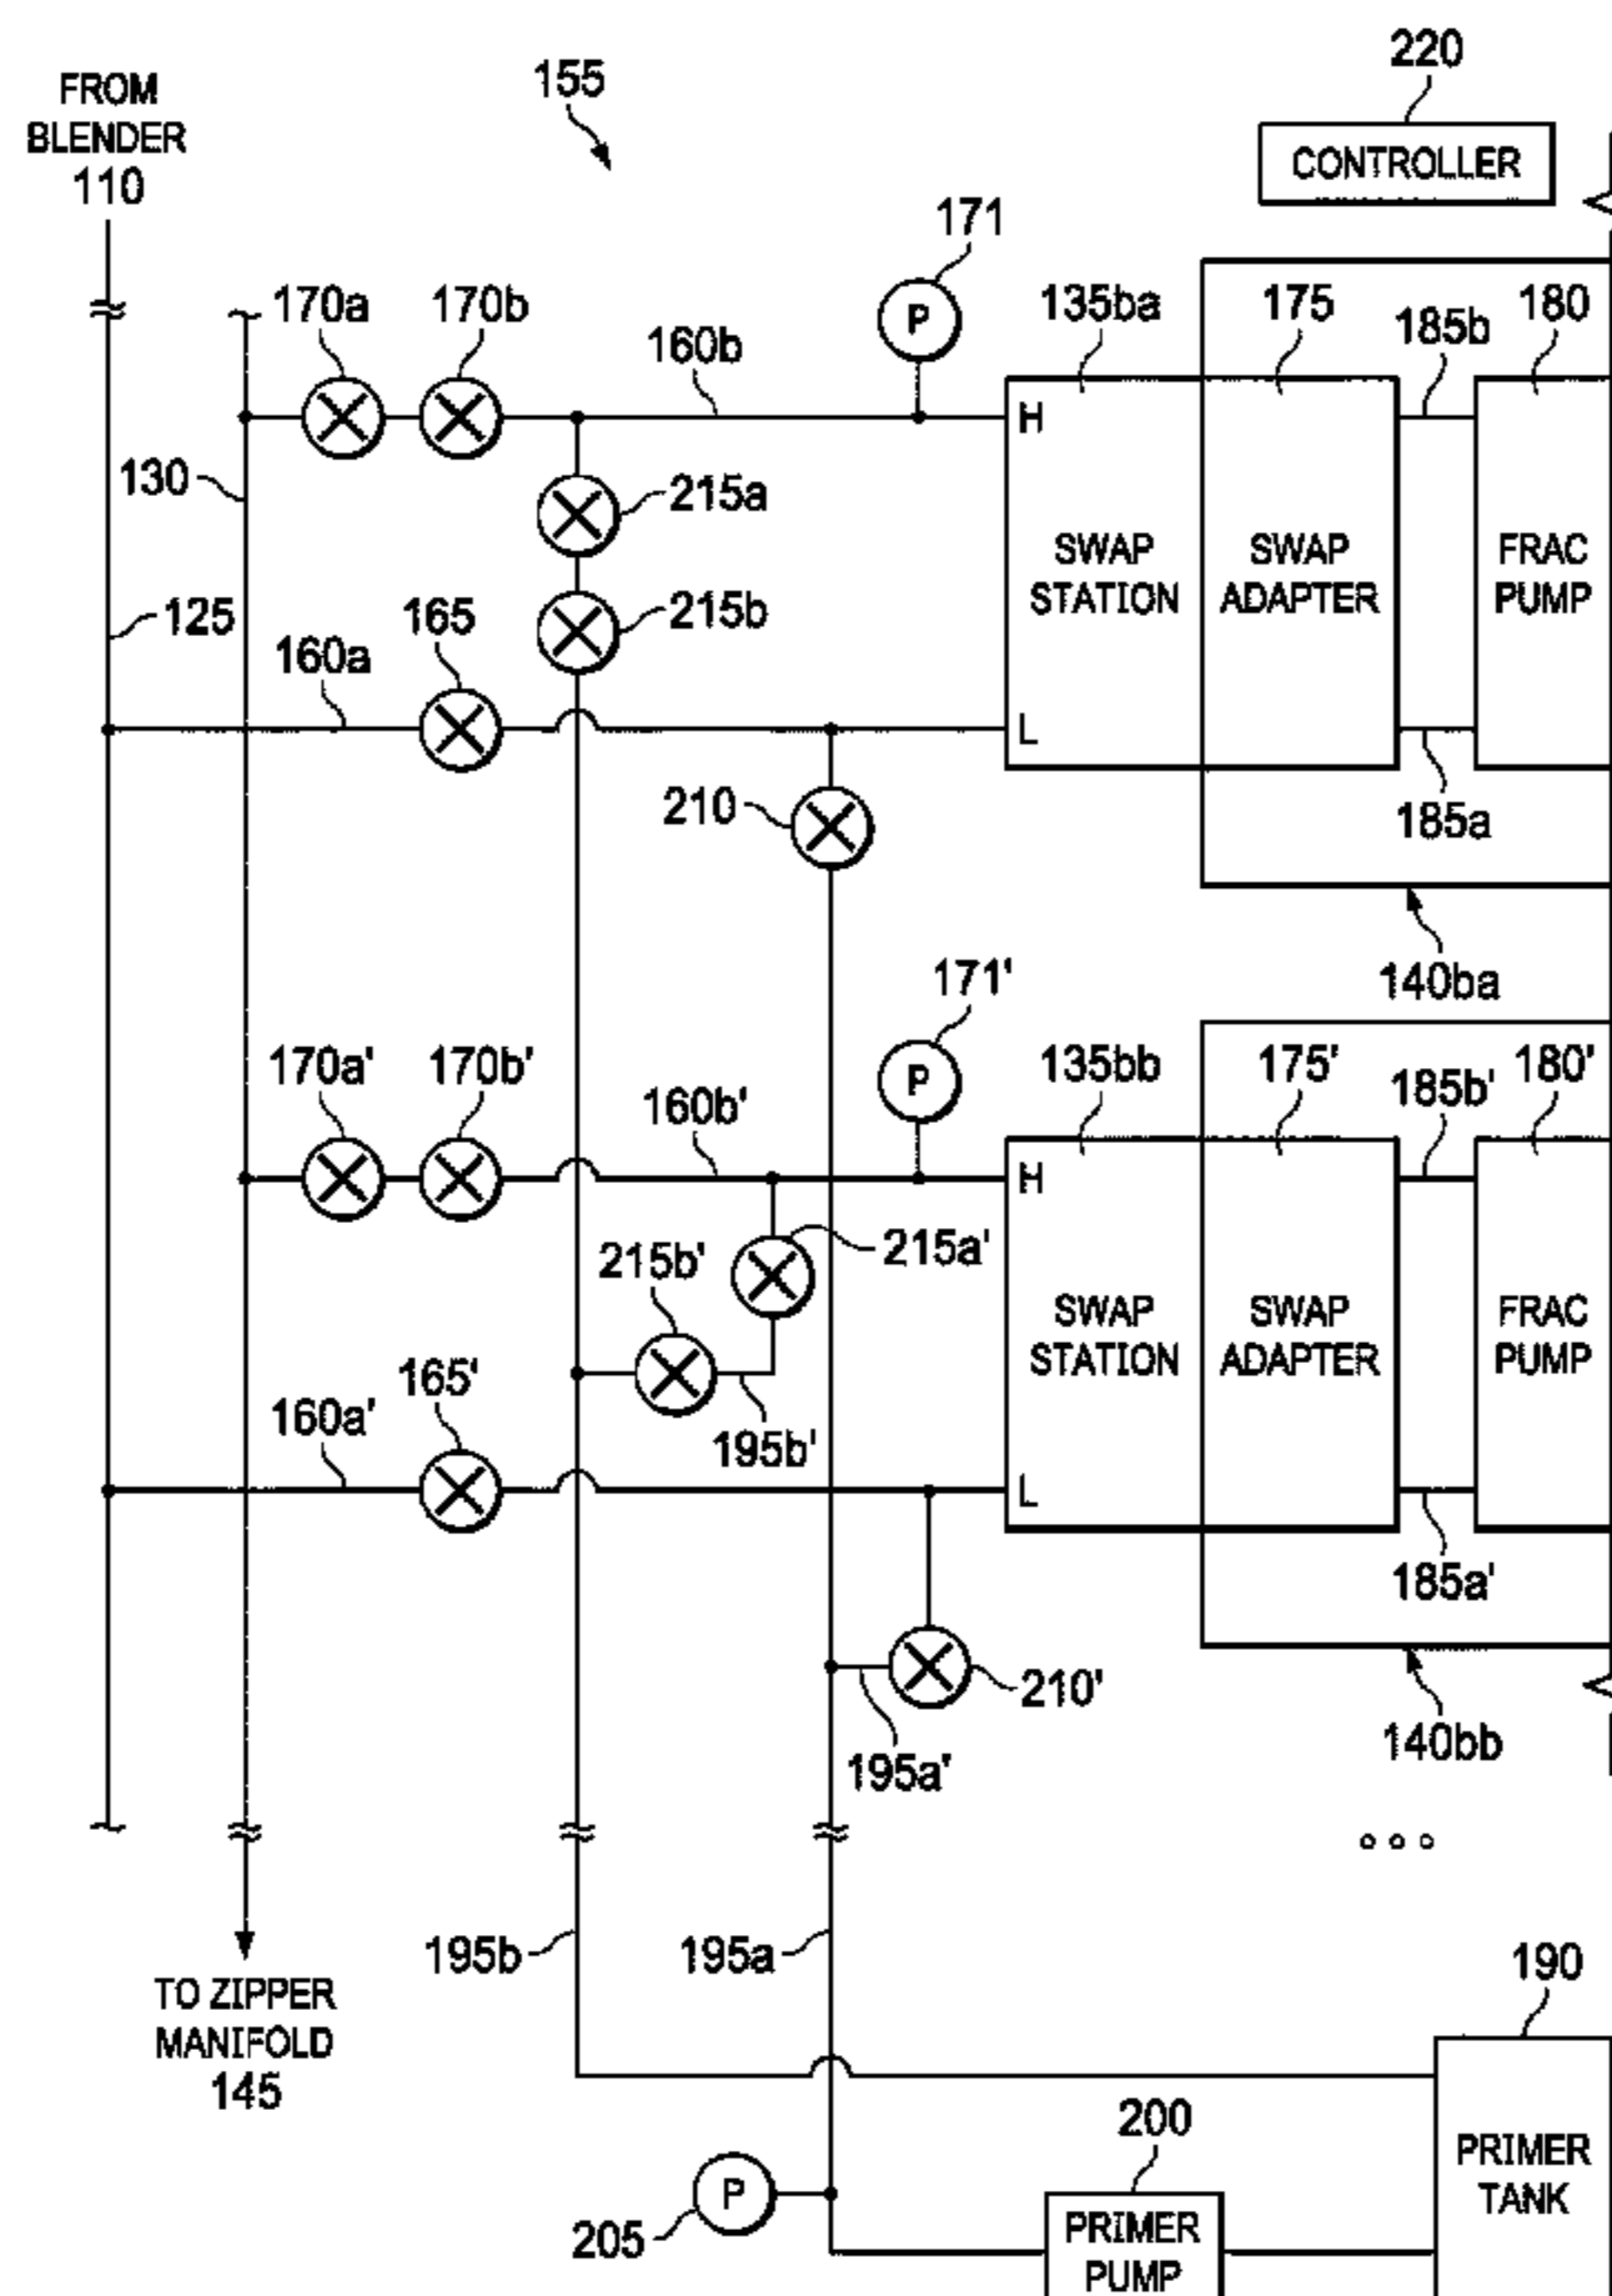 220
FROM
BLENDER
110
155
CONTROLLER
171
170a
170b
160b
P
135ba
175
185b
180
H
130
215a
SWAP
STATION
SWAP
ADAPTER
FRAC
PUMP
125
165
215b
160a
L
210
185a
140ba
171'
170a'
170b'
160b'
P
135bb
175'
185b'
180'
H
215b'
215a'
SWAP
STATION
SWAP
ADAPTER
FRAC
PUMP
165'
160a'
195b'
L
185a'
210'
195a'
140bb
195b
195a
190
TO ZIPPER
MANIFOLD
145
200
PRIMER
TANK
P
205
PRIMER
PUMP